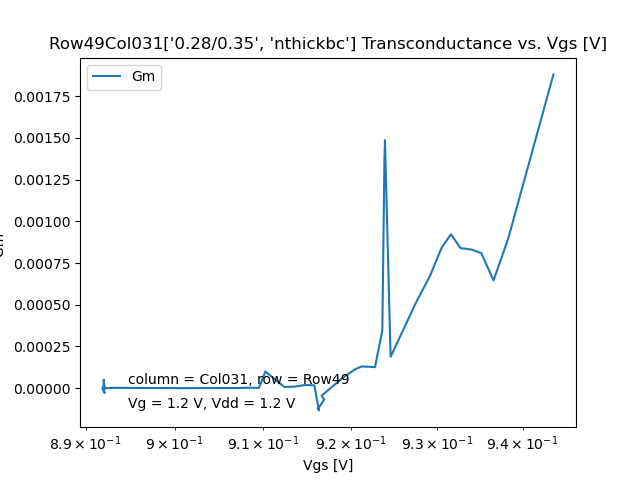 Row49Col031['0.28/0.35', 'nthickbc'] Transconductance vs. Vgs [V]
Gm
0.00175
0.00150
0.00125
0.00100
0.00075
0.00050
0.00025
0.00000
Gm
column = Col031, row = Row49
Vg = 1.2 V, Vdd = 1.2 V
8.9 × 10⁻¹ 9 × 10⁻¹ 9.1 × 10⁻¹ 9.2 × 10⁻¹ 9.3 × 10⁻¹ 9.4 × 10⁻¹
Vgs [V]